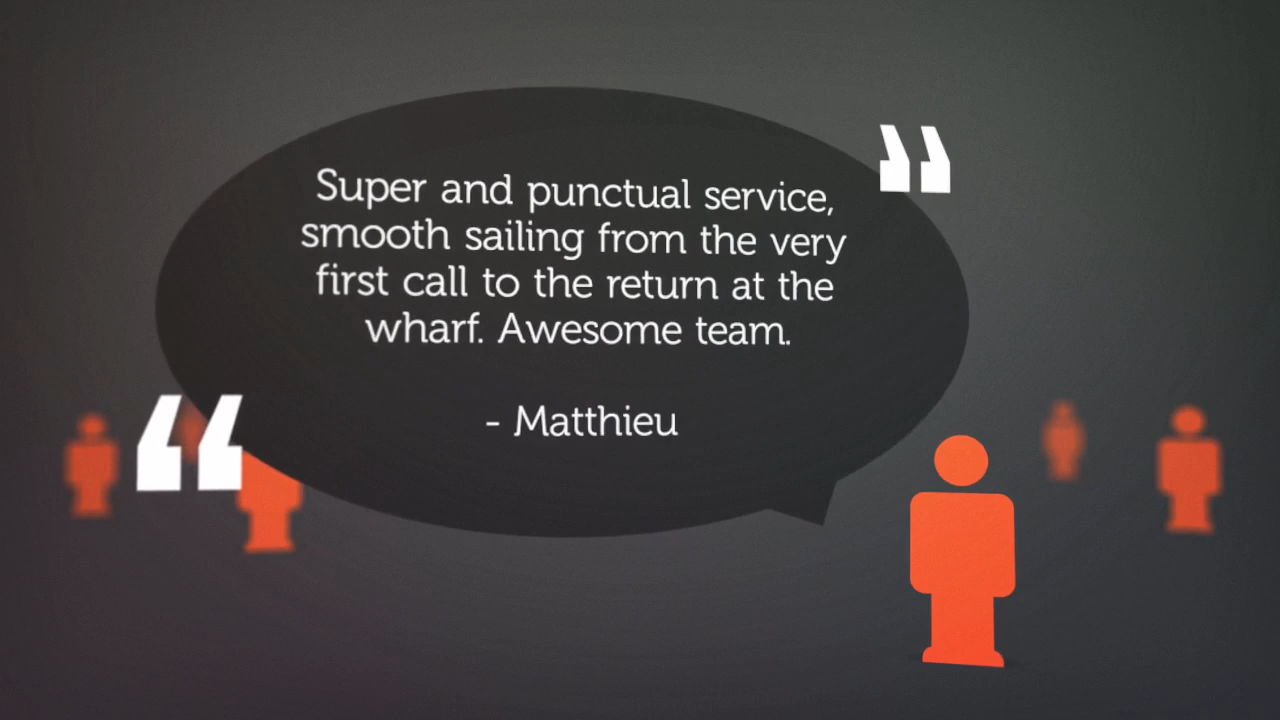 Super and punctual service,
smooth sailing from the very
first call to the return at the
wharf. Awesome team.
- Matthieu